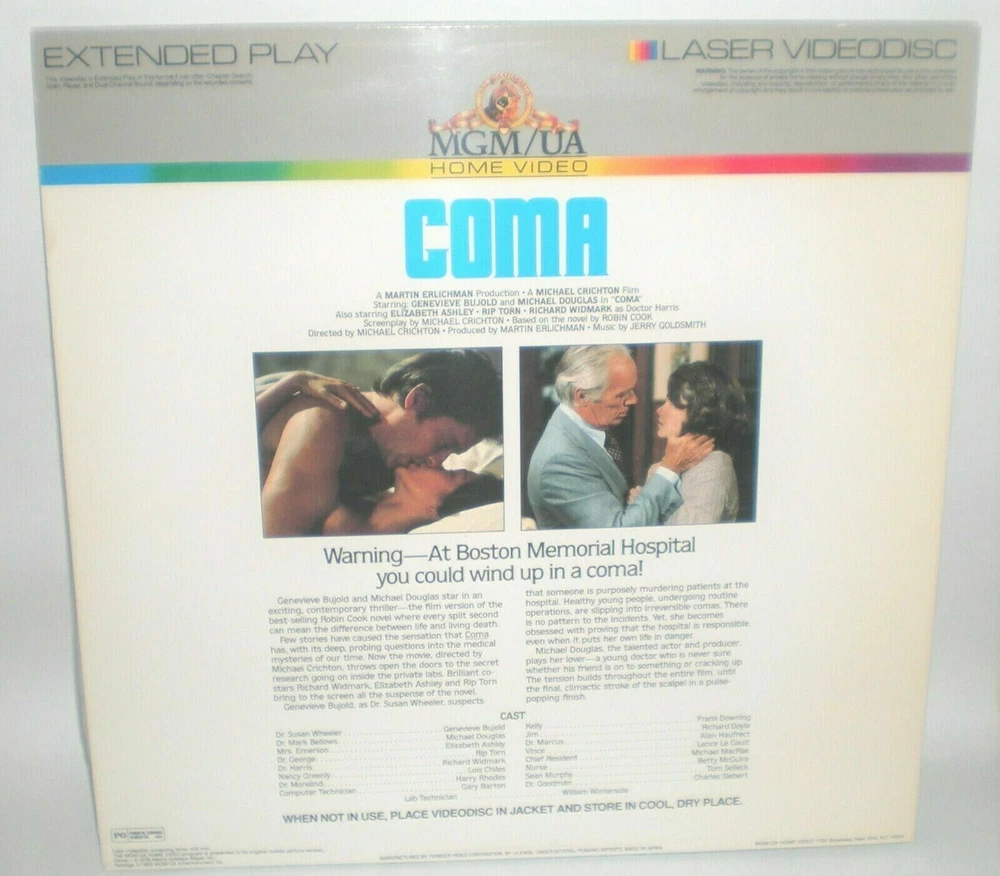 EXTENDED PLAY
LASER VIDEODISC
MGM/UA
HOME VIDEO
COMA
A MARTIN ERLICHMAN Production • A MICHAEL CRICHTON Film
Starring: GENEVIEVE BUJOLD and MICHAEL DOUGLAS in "COMA"
Also starring ELIZABETH ASHLEY • RIP TORN • RICHARD WIDMARK as Doctor Harris
Screenplay by MICHAEL CRICHTON • Based on the novel by ROBIN COOK
Directed by MICHAEL CRICHTON • Produced by MARTIN ERLICHMAN • Music by JERRY GOLDSMITH
Warning—At Boston Memorial Hospital
you could wind up in a coma!
Genevieve Bujold and Michael Douglas star in an
exciting, contemporary thriller—the film version of the
best-selling Robin Cook novel where every split second
can mean the difference between life and living death.
Few stories have caused the sensation that Coma
has, with its deep, probing questions into the medical
mysteries of our time. Now the movie, directed by
Michael Crichton, throws open the doors to the secret
research going on inside the private labs. Brilliant co-
stars Richard Widmark, Elizabeth Ashley and Rip Torn
bring to the screen all the suspense of the novel.
Genevieve Bujold, as Dr. Susan Wheeler, suspects
that someone is purposely murdering patients at the
hospital. Healthy young people, undergoing routine
operations, are slipping into irreversible comas. There
is no pattern to the incidents. Yet, she becomes
obsessed with proving that the hospital is responsible,
even when it puts her own life in danger.
Michael Douglas, the talented actor and producer,
plays her lover—a young doctor who is never sure
whether his friend is on to something or cracking up.
The tension builds throughout the entire film, until
the final, climactic stroke of the scalpel in a pulse-
popping finish.
CAST
Dr. Susan Wheeler Genevieve Bujold
Dr. Mark Bellows Michael Douglas
Mrs. Emerson Elizabeth Ashley
Dr. George Rip Torn
Dr. Harris Richard Widmark
Nancy Greenly Lois Chiles
Dr. Morelind Harry Rhodes
Computer Technician Gary Barton
Kelly Frank Downing
Jim Richard Doyle
Dr. Marcus Alan Haufrect
Vince Lance Le Gault
Chief Resident Michael MacRae
Nurse Betty McGuire
Sean Murphy Tom Selleck
Dr. Goodman Charles Siebert
Lab Technician William Wintersole
WHEN NOT IN USE, PLACE VIDEODISC IN JACKET AND STORE IN COOL, DRY PLACE.
PG